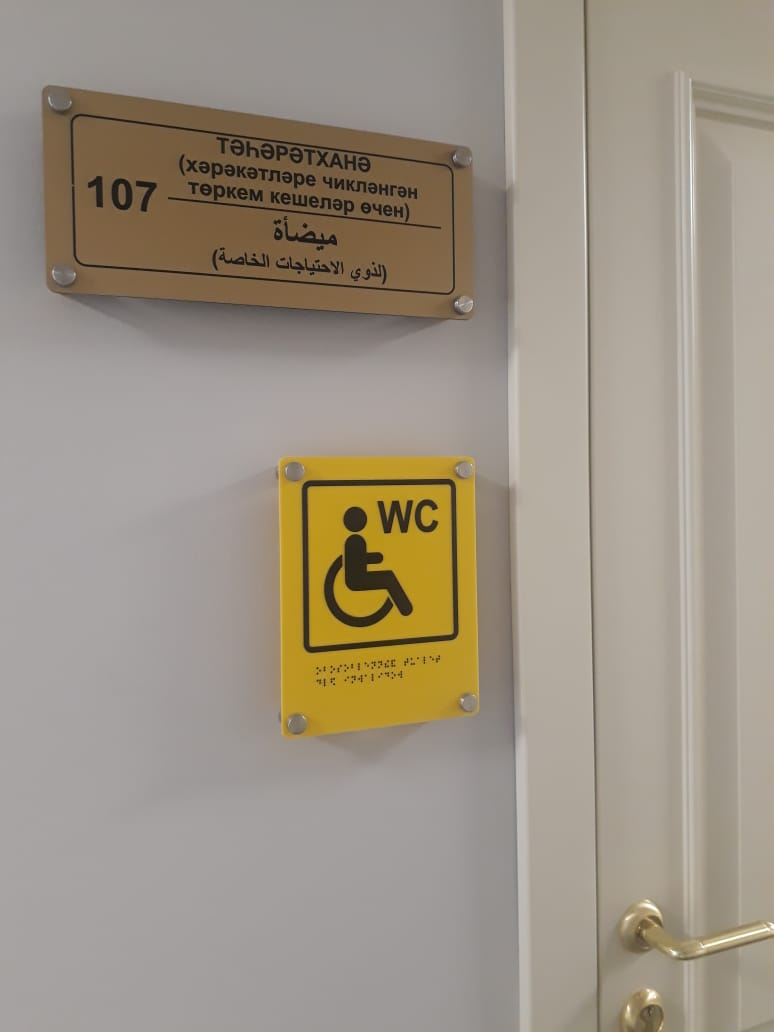 107
ТӘҺӘРӘТХАНӘ
(хәрәкәтләре чикләнгән
төркем кешеләр өчен)
ميضأة
(لذوي الاحتياجات الخاصة)
WC